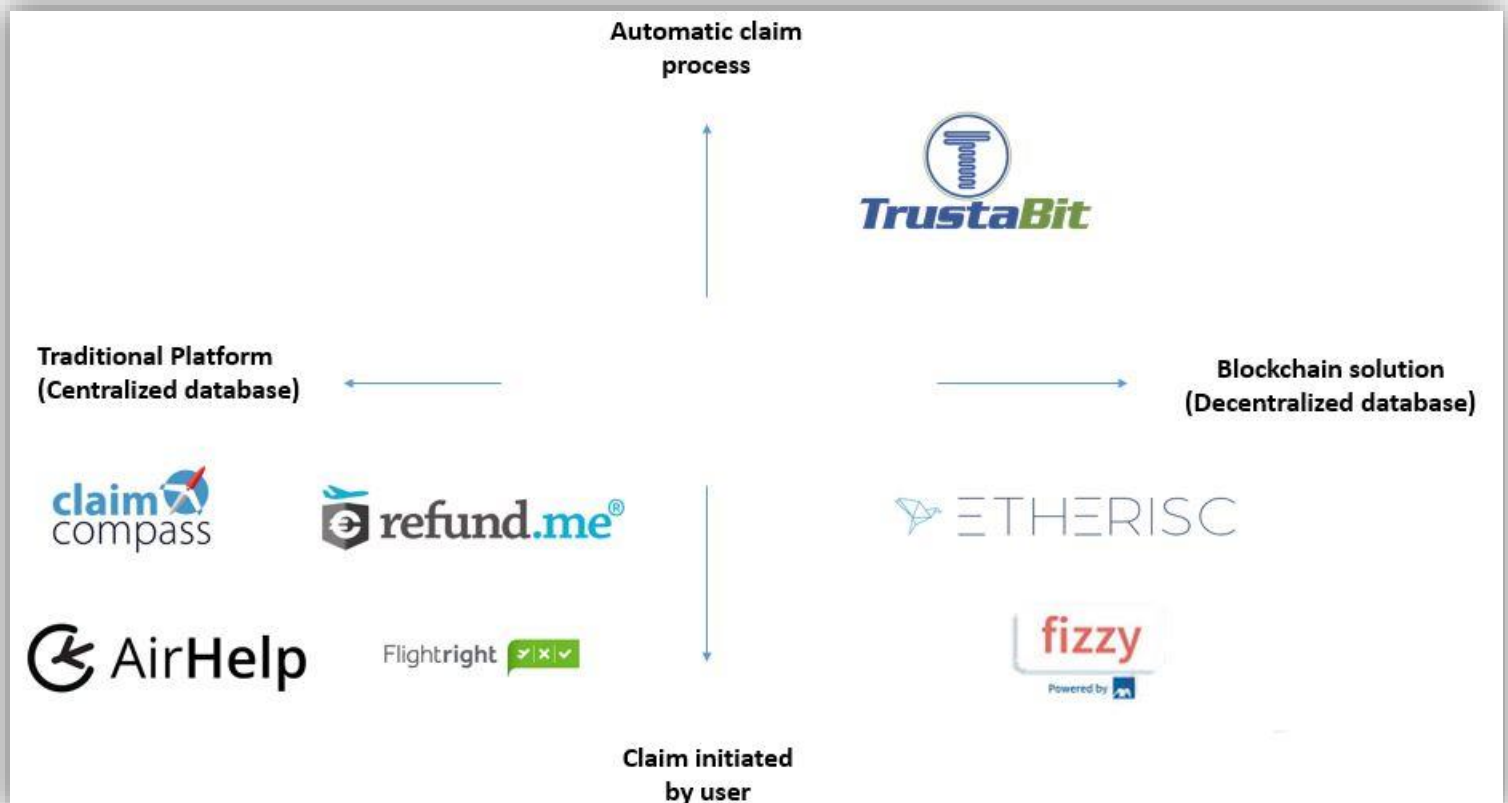 Automatic claim
process
T
TrustaBit
Traditional Platform
(Centralized database)
Blockchain solution
(Decentralized database)
claim
compass
refund.me®
ETHERISC
AirHelp
Flightright
fizzy
Powered by AXA
Claim initiated
by user